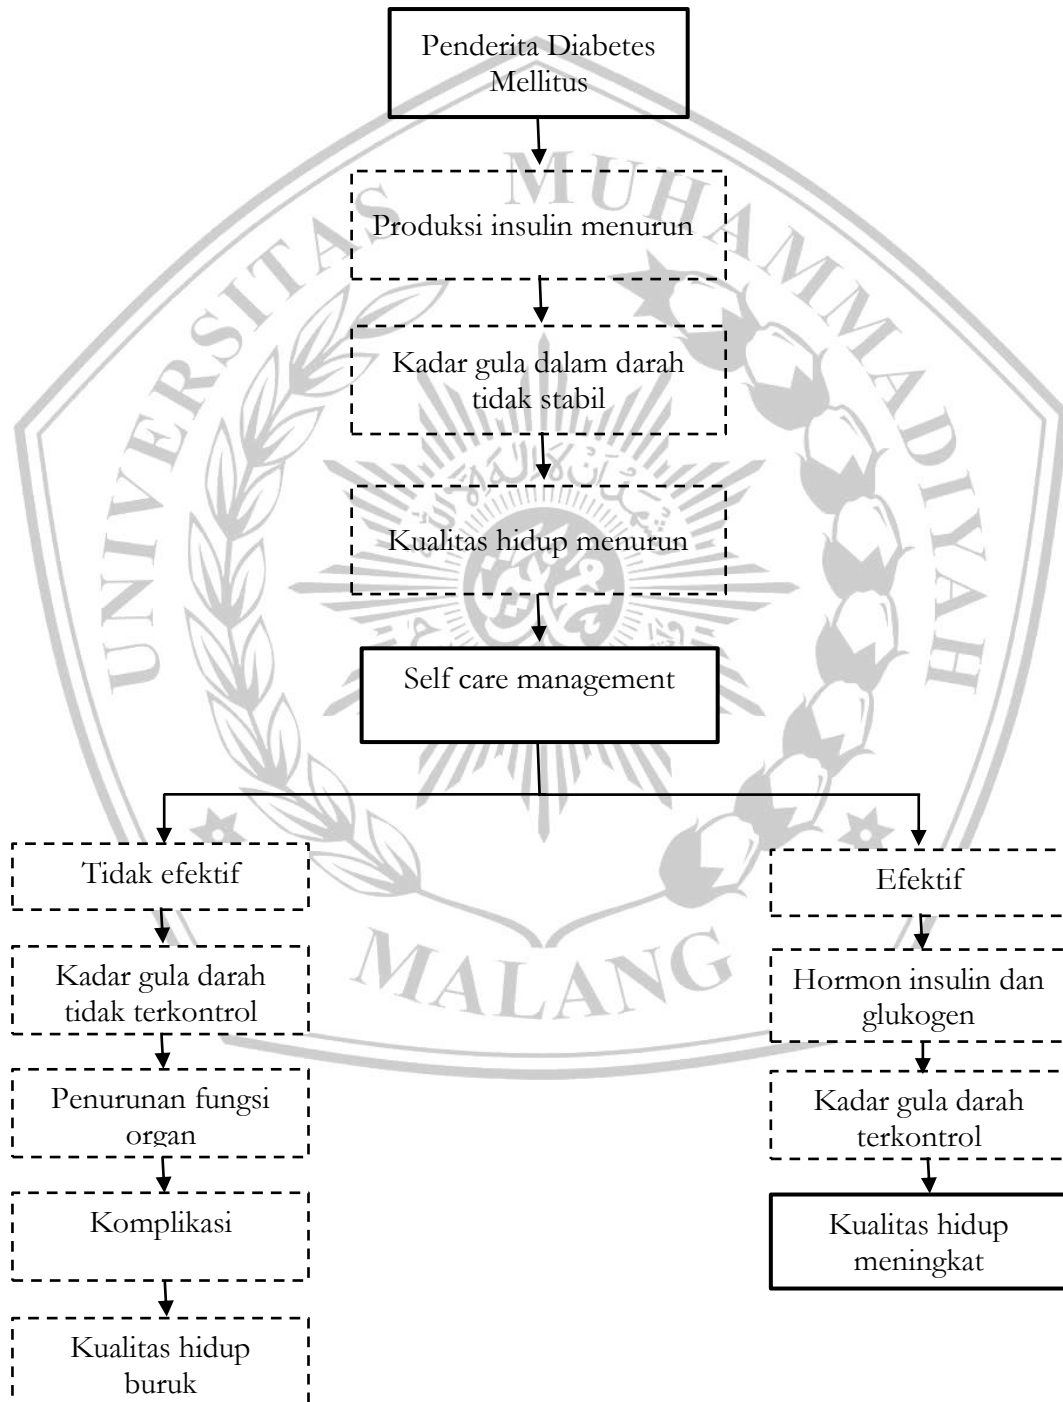 Penderita Diabetes
Mellitus
Produksi insulin menurun
Kadar gula dalam darah
tidak stabil
Kualitas hidup menurun
Self care management
Tidak efektif
Efektif
Kadar gula darah
tidak terkontrol
Hormon insulin dan
glukogen
Penurunan fungsi
organ
Kadar gula darah
terkontrol
Komplikasi
Kualitas hidup
meningkat
Kualitas hidup
buruk
UNIVERSITAS MUHAMMADIYAH
MALANG